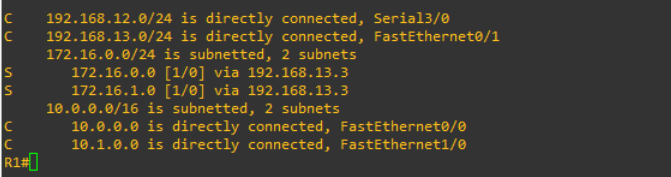 C    192.168.12.0/24 is directly connected, Serial3/0
C    192.168.13.0/24 is directly connected, FastEthernet0/1
     172.16.0.0/24 is subnetted, 2 subnets
S       172.16.0.0 [1/0] via 192.168.13.3
S       172.16.1.0 [1/0] via 192.168.13.3
     10.0.0.0/16 is subnetted, 2 subnets
C       10.0.0.0 is directly connected, FastEthernet0/0
C       10.1.0.0 is directly connected, FastEthernet1/0
R1#